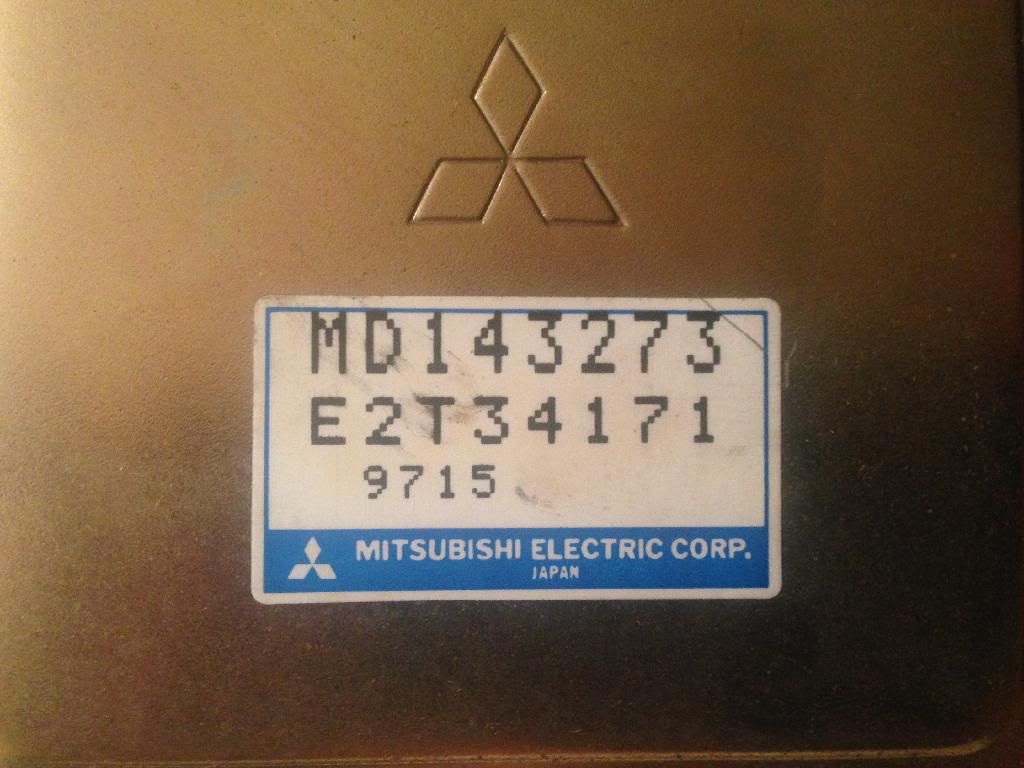 MD143273
E2T34171
9715
MITSUBISHI ELECTRIC CORP.
JAPAN